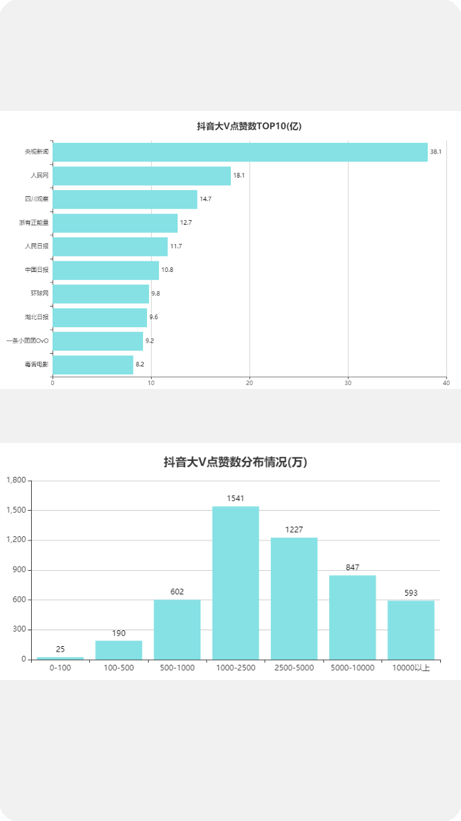 抖音大V点赞数TOP10(亿)
央视新闻 38.1
人民网 18.1
四川观察 14.7
浙有正能量 12.7
人民日报 11.7
中国日报 10.8
环球网 9.8
湖北日报 9.6
一条小团团OvO 9.2
毒舌电影 8.2
0 10 20 30 40
抖音大V点赞数分布情况(万)
1,800
1,500
1,200
900
600
300
0
25 190 602 1541 1227 847 593
0-100 100-500 500-1000 1000-2500 2500-5000 5000-10000 10000以上